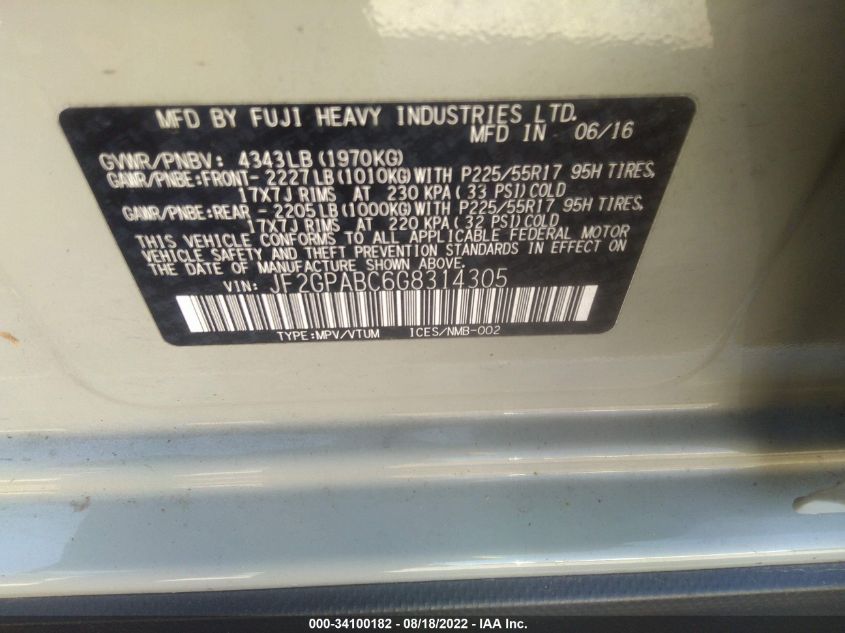 MFD BY FUJI HEAVY INDUSTRIES LTD.
MFD IN 06/16
GVWR/PNBV: 4343LB (1970KG)
GAWR/PNBE:FRONT- 2227LB (1010KG) WITH P225/55R17 95H TIRES,
17X7J RIMS AT 230 KPA ( 33 PSI) COLD
GAWR/PNBE:REAR - 2205LB (1000KG) WITH P225/55R17 95H TIRES,
17X7J RIMS AT 220 KPA ( 32 PSI) COLD
THIS VEHICLE CONFORMS TO ALL APPLICABLE FEDERAL MOTOR
VEHICLE SAFETY AND THEFT PREVENTION STANDARDS IN EFFECT ON
THE DATE OF MANUFACTURE SHOWN ABOVE.
VIN: JF2GPABC6G8314305
TYPE:MPV/VTUM ICES/NMB-002
000-34100182 - 08/18/2022 - IAA Inc.